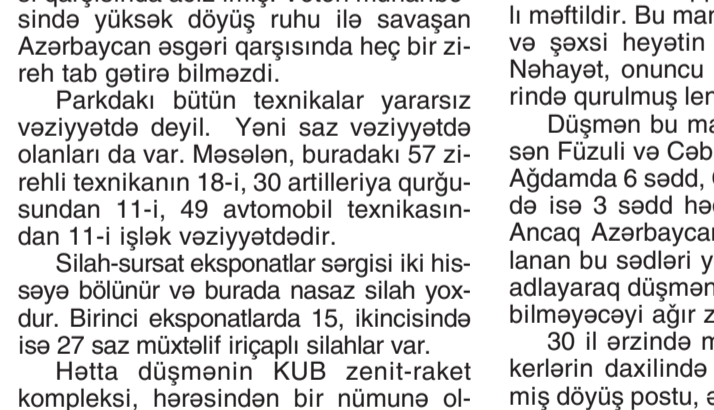 sində yüksək döyüş ruhu ilə savaşan
Azərbaycan əsgəri qarşısında heç bir zi-
reh tab gətirə bilməzdi.
Parkdakı bütün texnikalar yararsız
vəziyyətdə deyil. Yəni saz vəziyyətdə
olanları da var. Məsələn, buradakı 57 zi-
rehli texnikanın 18-i, 30 artilleriya qurğu-
sundan 11-i, 49 avtomobil texnikasın-
dan 11-i işlək vəziyyətdədir.
Silah-sursat eksponatlar sərgisi iki his-
səyə bölünür və burada nasaz silah yox-
dur. Birinci eksponatlarda 15, ikincisində
isə 27 saz müxtəlif iriçaplı silahlar var.
Hətta düşmənin KUB zenit-raket
kompleksi, hərəsindən bir nümunə ol-
lı məftildir. Bu
və şəxsi heyətin
Nəhayət, onuncu
rində qurulmuş
Düşmən bu
sən Füzuli və Cəb
Ağdamda 6 sədd,
də isə 3 sədd
Ancaq Azərbaycan
lanan bu sədləri
adlayaraq düşmən
bilməyəcəyi ağır
30 il ərzində
kerlərin daxilində
miş döyüş postu,